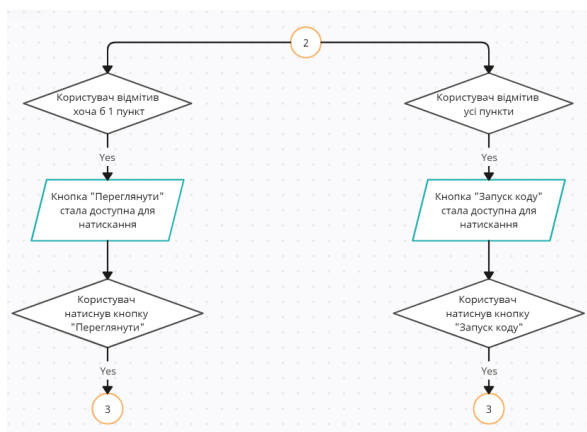 2
Користувач відмітив
хоча б 1 пункт
Yes
Кнопка "Переглянути"
стала доступна для
натискання
Користувач
натиснув кнопку
"Переглянути"
Yes
3
Користувач відмітив
усі пункти
Yes
Кнопка "Запуск коду"
стала доступна для
натискання
Користувач
натиснув кнопку
"Запуск коду"
Yes
3